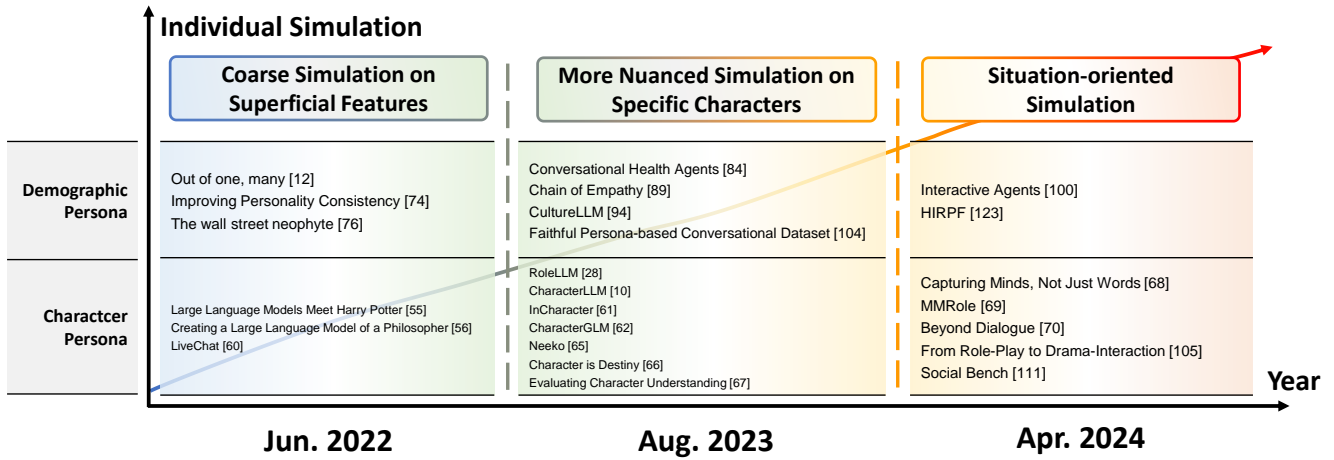 Individual Simulation
Coarse Simulation on
Superficial Features
More Nuanced Simulation on
Specific Characters
Situation-oriented
Simulation
Demographic
Persona
Out of one, many [12]
Improving Personality Consistency [74]
The wall street neophyte [76]
Conversational Health Agents [84]
Chain of Empathy [89]
CultureLLM [94]
Faithful Persona-based Conversational Dataset [104]
Interactive Agents [100]
HIRPF [123]
Charactcer
Persona
Large Language Models Meet Harry Potter [55]
Creating a Large Language Model of a Philosopher [56]
LiveChat [60]
RoleLLM [28]
CharacterLLM [10]
InCharacter [61]
CharacterGLM [62]
Neeko [65]
Character is Destiny [66]
Evaluating Character Understanding [67]
Capturing Minds, Not Just Words [68]
MMRole [69]
Beyond Dialogue [70]
From Role-Play to Drama-Interaction [105]
Social Bench [111]
Year
Jun. 2022
Aug. 2023
Apr. 2024